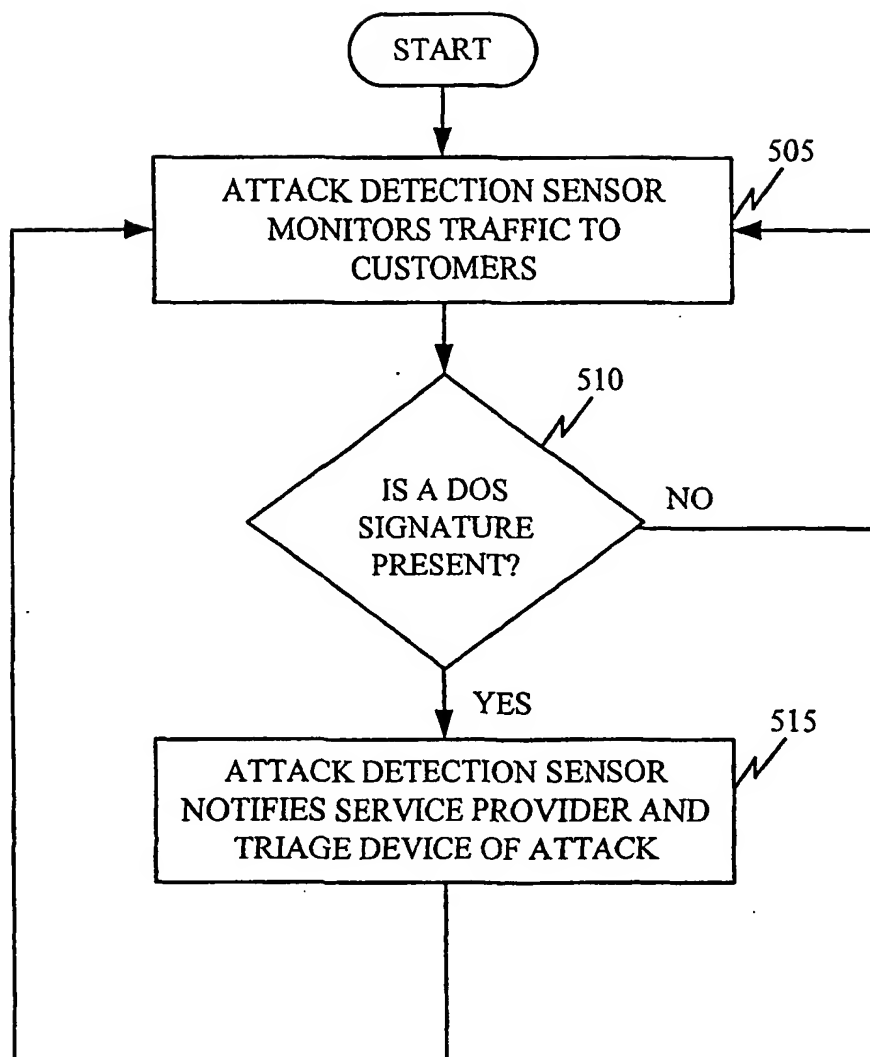 START
505
ATTACK DETECTION SENSOR
MONITORS TRAFFIC TO
CUSTOMERS
510
IS A DOS
SIGNATURE
PRESENT?
NO
YES
515
ATTACK DETECTION SENSOR
NOTIFIES SERVICE PROVIDER AND
TRIAGE DEVICE OF ATTACK